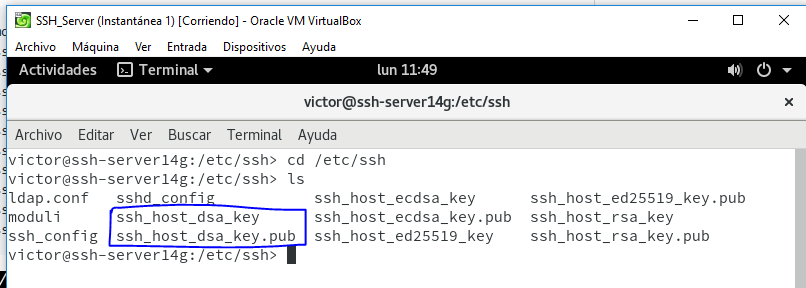 SSH_Server (Instantánea 1) [Corriendo] - Oracle VM VirtualBox
Archivo Máquina Ver Entrada Dispositivos Ayuda
Actividades Terminal lun 11:49
victor@ssh-server14g:/etc/ssh
Archivo Editar Ver Buscar Terminal Ayuda
victor@ssh-server14g:/etc/ssh> cd /etc/ssh
victor@ssh-server14g:/etc/ssh> ls
ldap.conf sshd_config ssh_host_ecdsa_key ssh_host_ed25519_key.pub
moduli ssh_host_dsa_key ssh_host_ecdsa_key.pub ssh_host_rsa_key
ssh_config ssh_host_dsa_key.pub ssh_host_ed25519_key ssh_host_rsa_key.pub
victor@ssh-server14g:/etc/ssh>